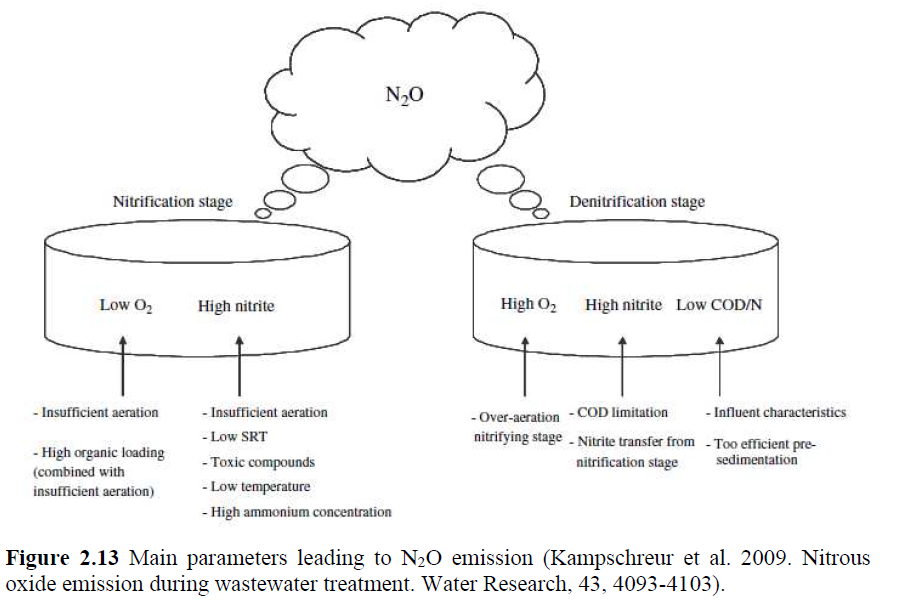 N₂O
Nitrification stage
Denitrification stage
Low O₂
High nitrite
High O₂
High nitrite
Low COD/N
- Insufficient aeration
- High organic loading
(combined with
insufficient aeration)
- Insufficient aeration
- Low SRT
- Toxic compounds
- Low temperature
- High ammonium concentration
- Over-aeration
nitrifying stage
- COD limitation
- Nitrite transfer from
nitrification stage
- Influent characteristics
- Too efficient pre-
sedimentation
Figure 2.13 Main parameters leading to N₂O emission (Kampschreur et al. 2009. Nitrous
oxide emission during wastewater treatment. Water Research, 43, 4093-4103).